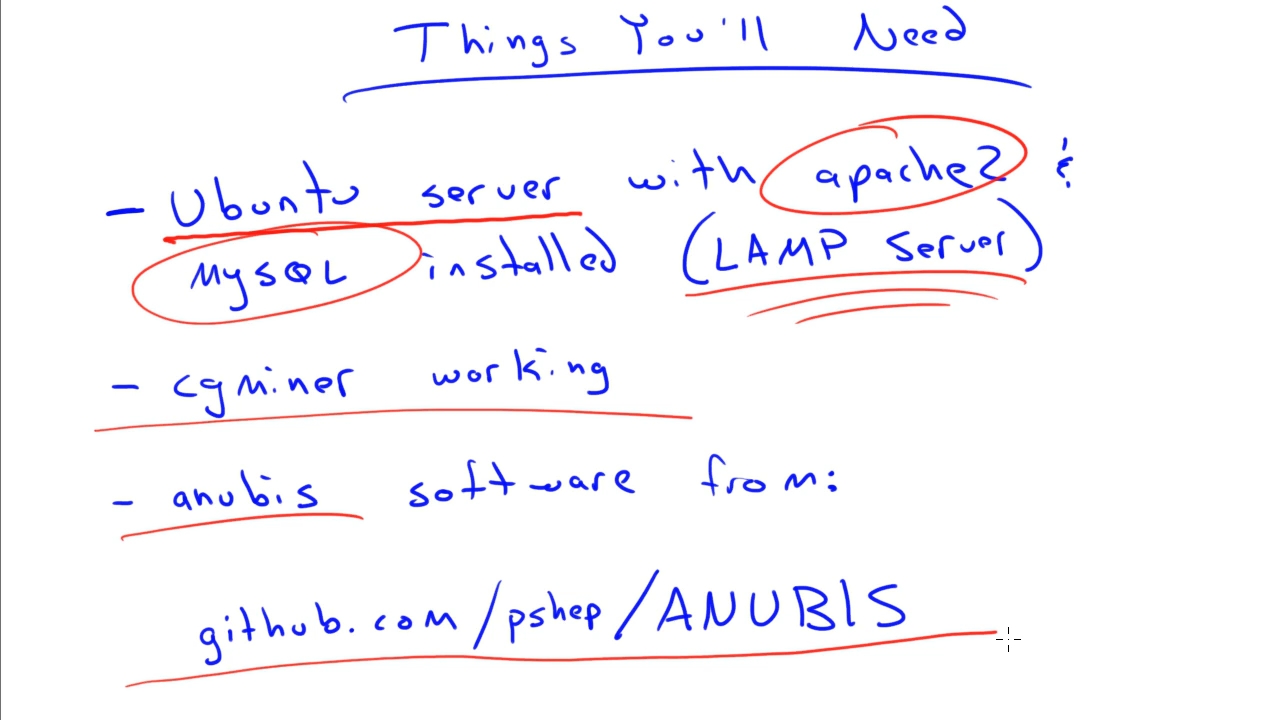 Things You'll Need
- Ubuntu server with apache2 &
MySQL installed (LAMP server)
- cgminer working
- anubis software from:
github.com/pshep/ANUBIS